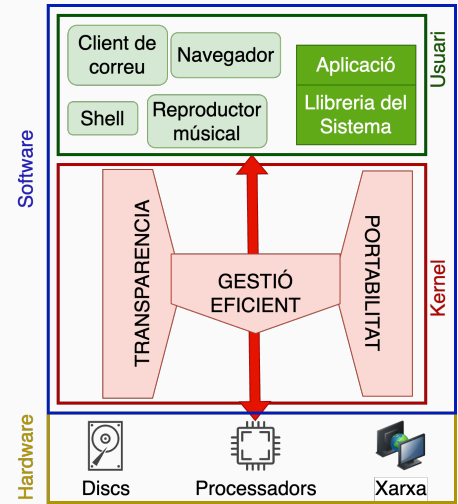 Client de
correu
Navegador
Shell
Reproductor
músical
Aplicació
Llibreria del
Sistema
Usuari
Software
TRANSPARENCIA
GESTIÓ
EFICIENT
PORTABILITAT
Kernel
Hardware
Discs
Processadors
Xarxa